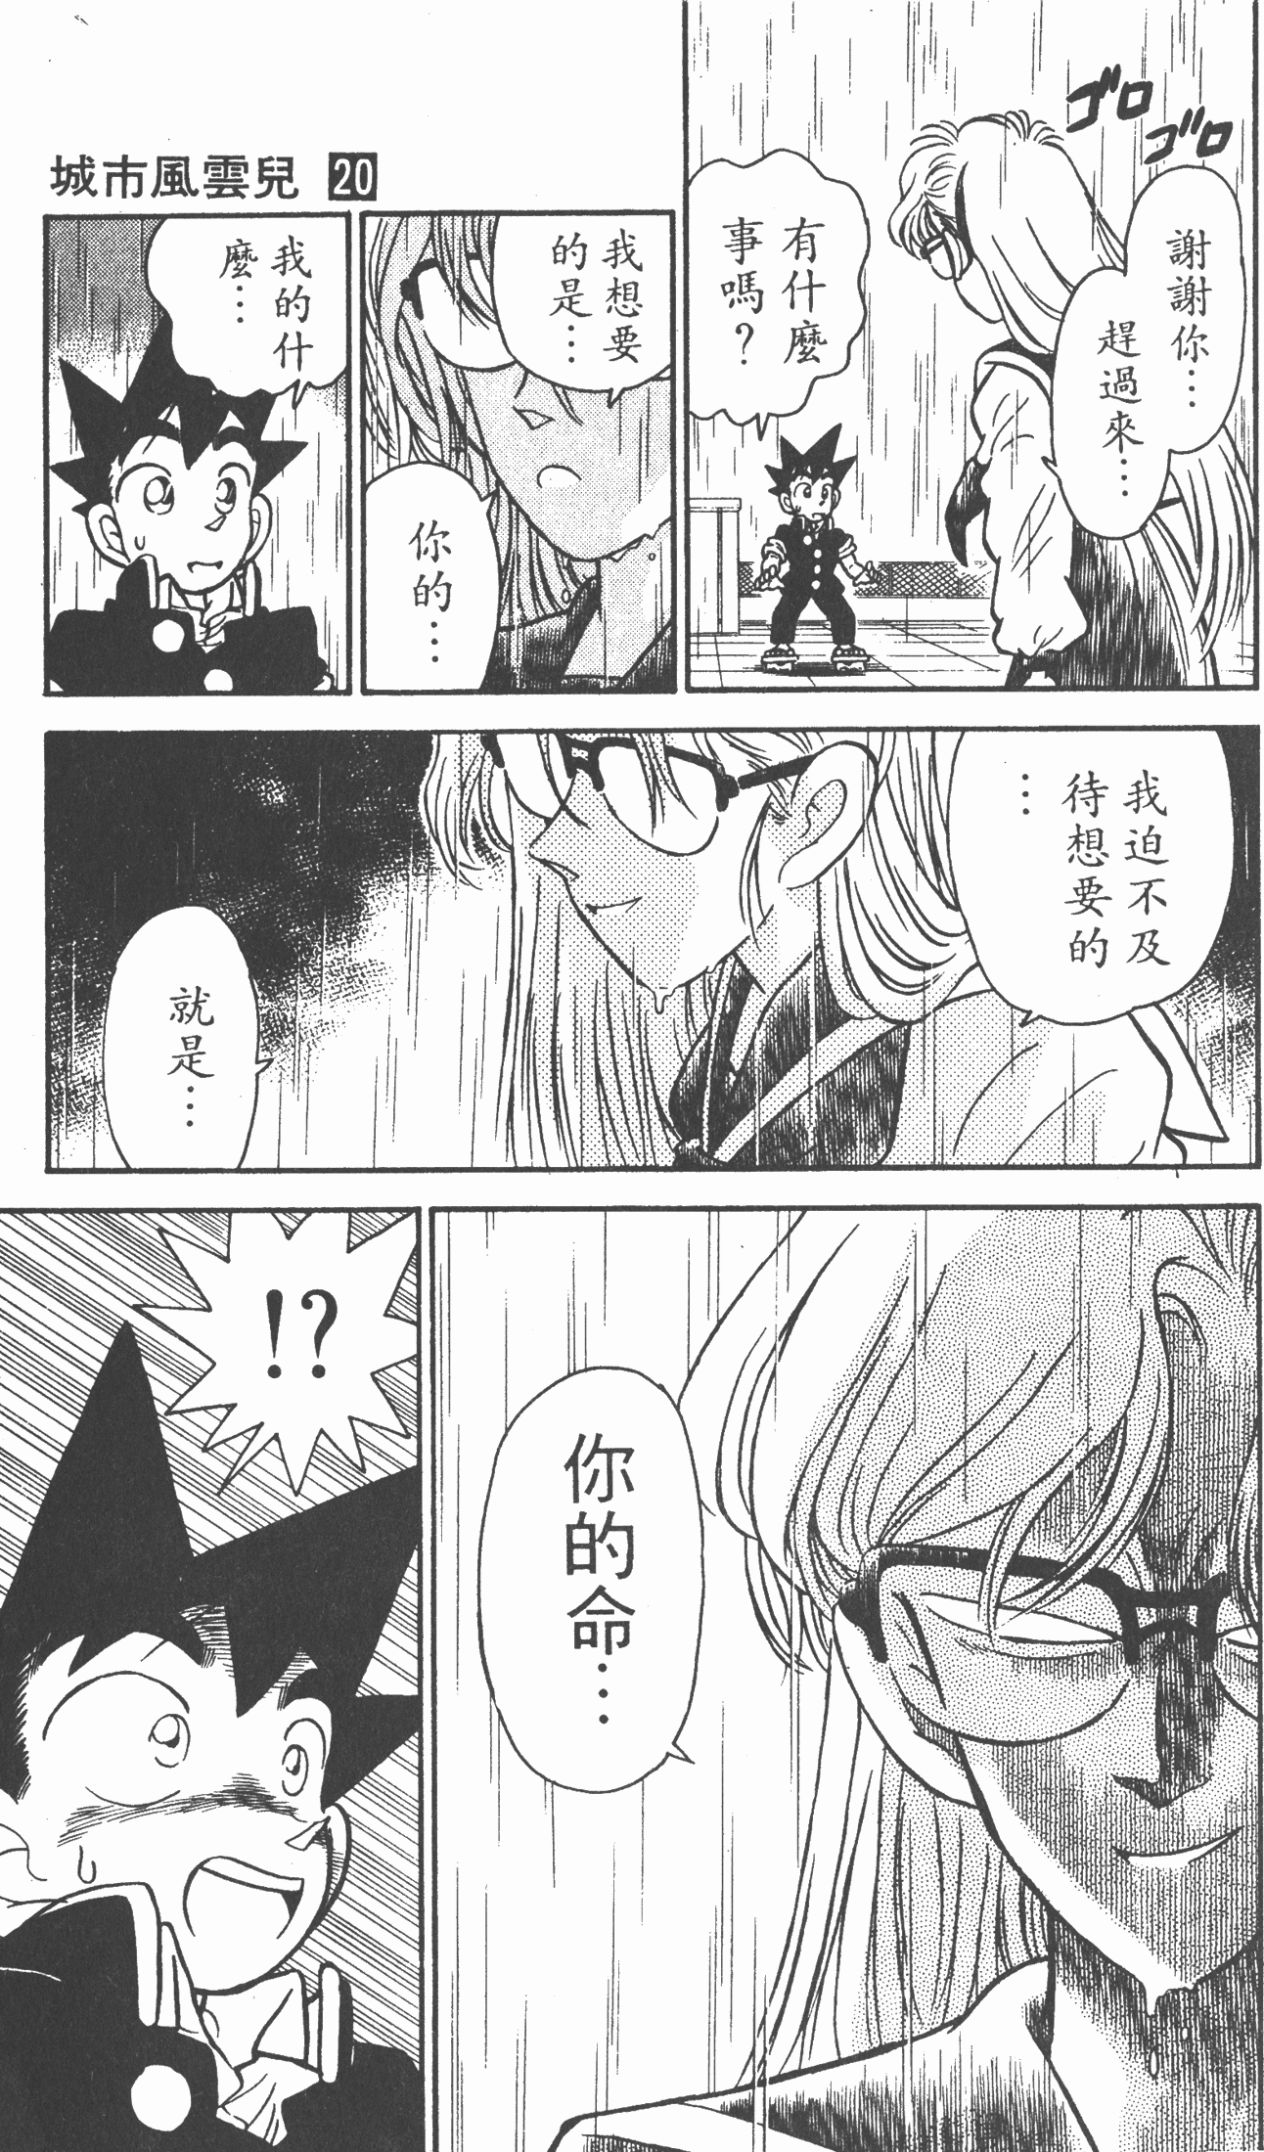 城市風雲兒 20
ゴロ
ゴロ
謝謝你⋯
趕過來⋯
有什麼
事嗎？
我想要
的是⋯
你的⋯
我的什
麼⋯
我迫不及
待想要的
⋯
就是⋯
你的命⋯
!?